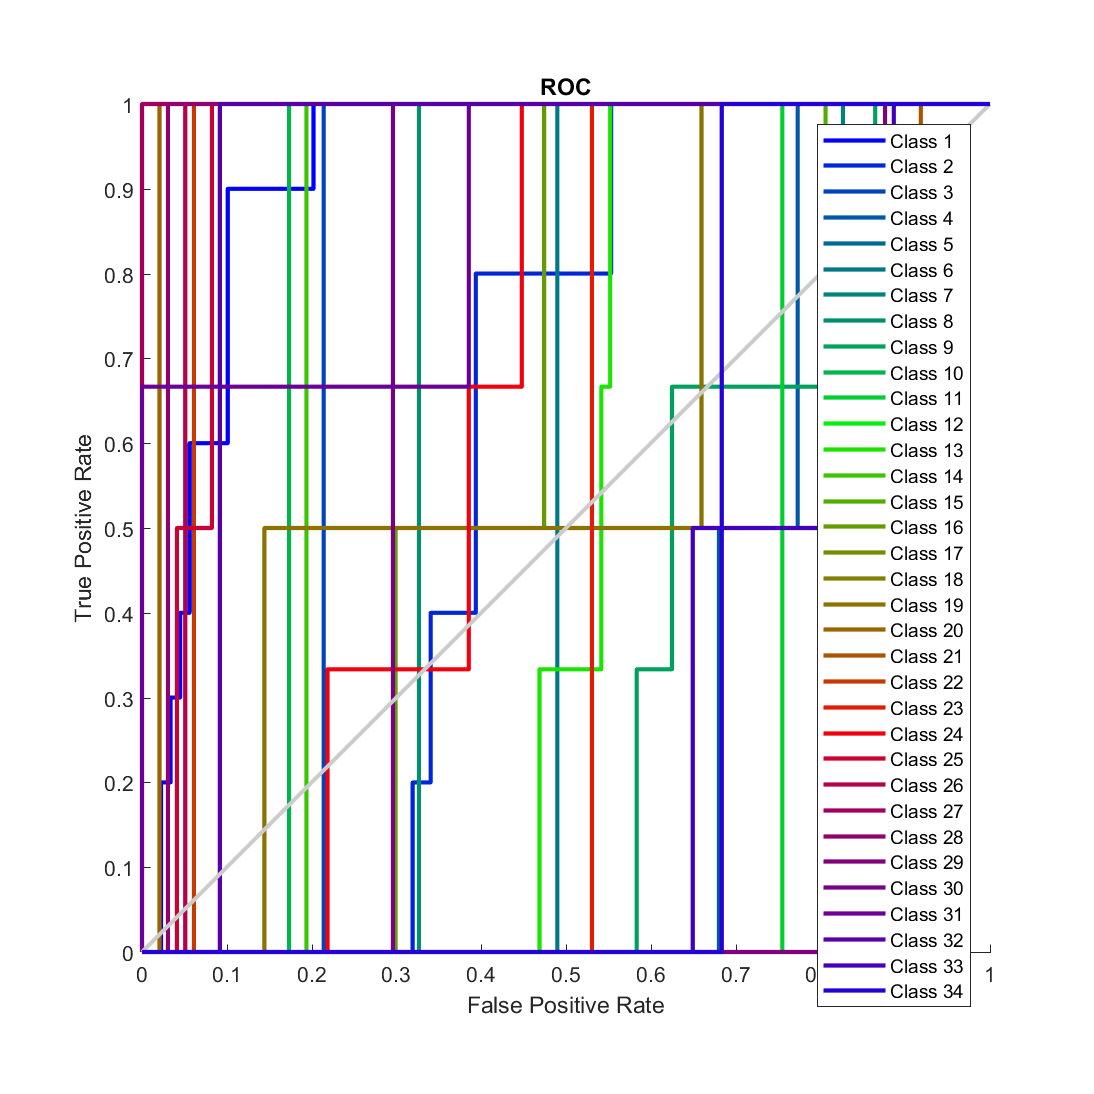 ROC
True Positive Rate
1
0.9
0.8
0.7
0.6
0.5
0.4
0.3
0.2
0.1
0
0 0.1 0.2 0.3 0.4 0.5 0.6 0.7 1
False Positive Rate
Class 1
Class 2
Class 3
Class 4
Class 5
Class 6
Class 7
Class 8
Class 9
Class 10
Class 11
Class 12
Class 13
Class 14
Class 15
Class 16
Class 17
Class 18
Class 19
Class 20
Class 21
Class 22
Class 23
Class 24
Class 25
Class 26
Class 27
Class 28
Class 29
Class 30
Class 31
Class 32
Class 33
Class 34